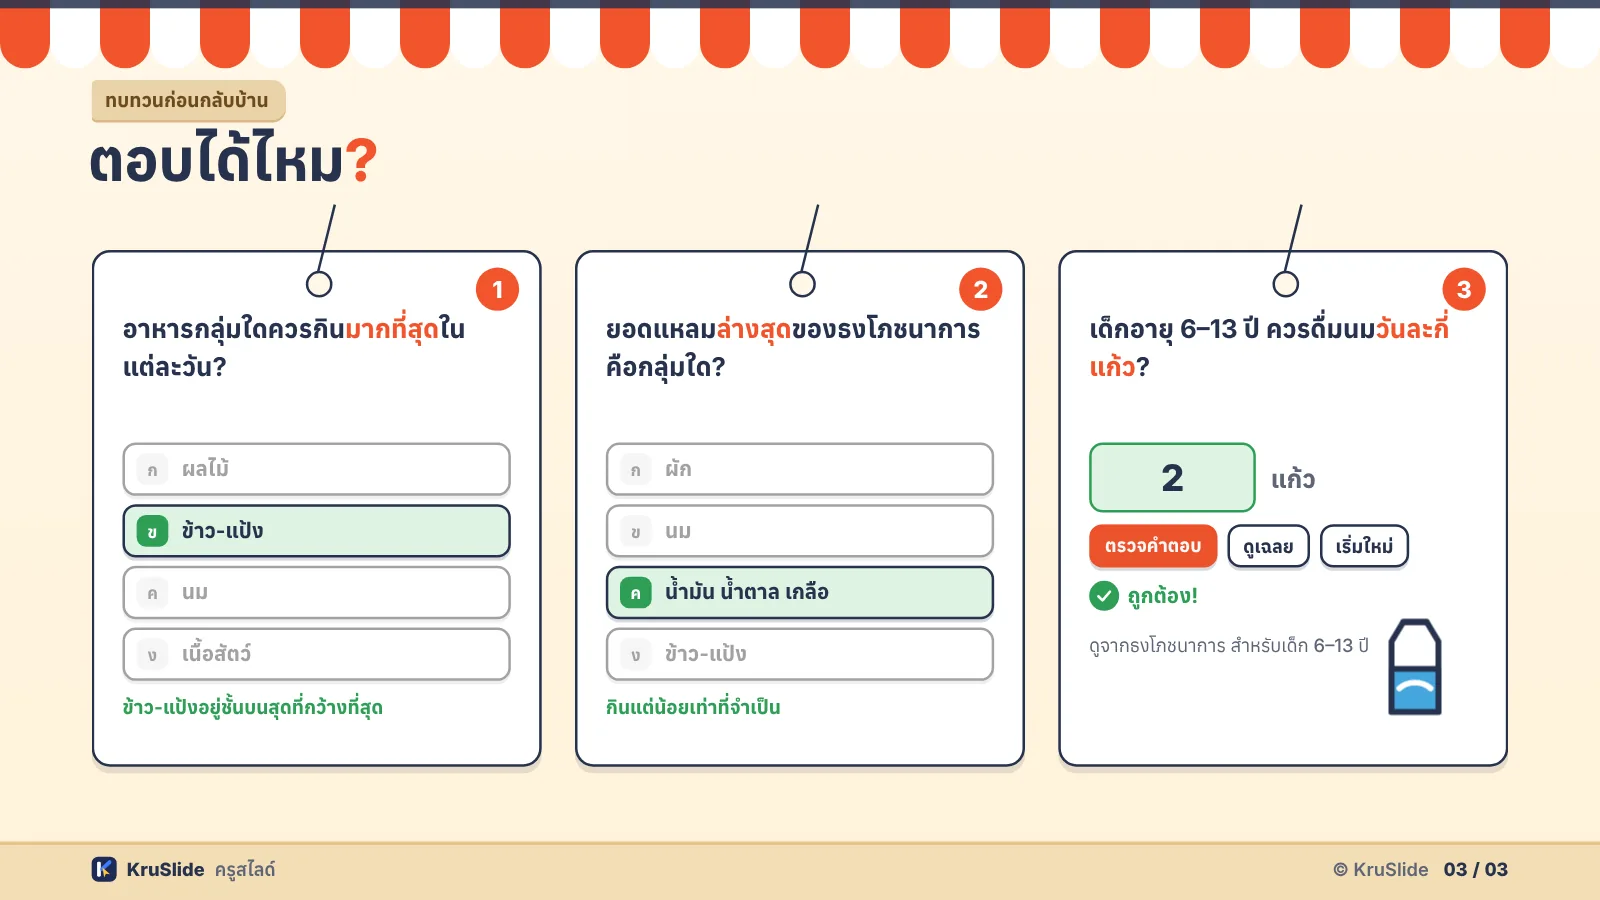 ทบทวนก่อนกลับบ้าน
ตอบได้ไหม?
1
อาหารกลุ่มใดควรกินมากที่สุดใน
แต่ละวัน?
ก ผลไม้
ข ข้าว-แป้ง
ค นม
ง เนื้อสัตว์
ข้าว-แป้งอยู่ชั้นบนสุดที่กว้างที่สุด
2
ยอดแหลมล่างสุดของธงโภชนาการ
คือกลุ่มใด?
ก ผัก
ข นม
ค น้ำมัน น้ำตาล เกลือ
ง ข้าว-แป้ง
กินแต่น้อยเท่าที่จำเป็น
3
เด็กอายุ 6–13 ปี ควรดื่มนมวันละกี่
แก้ว?
2 แก้ว
ตรวจคำตอบ ดูเฉลย เริ่มใหม่
ถูกต้อง!
ดูจากธงโภชนาการ สำหรับเด็ก 6–13 ปี
KruSlide ครูสไลด์
© KruSlide 03 / 03